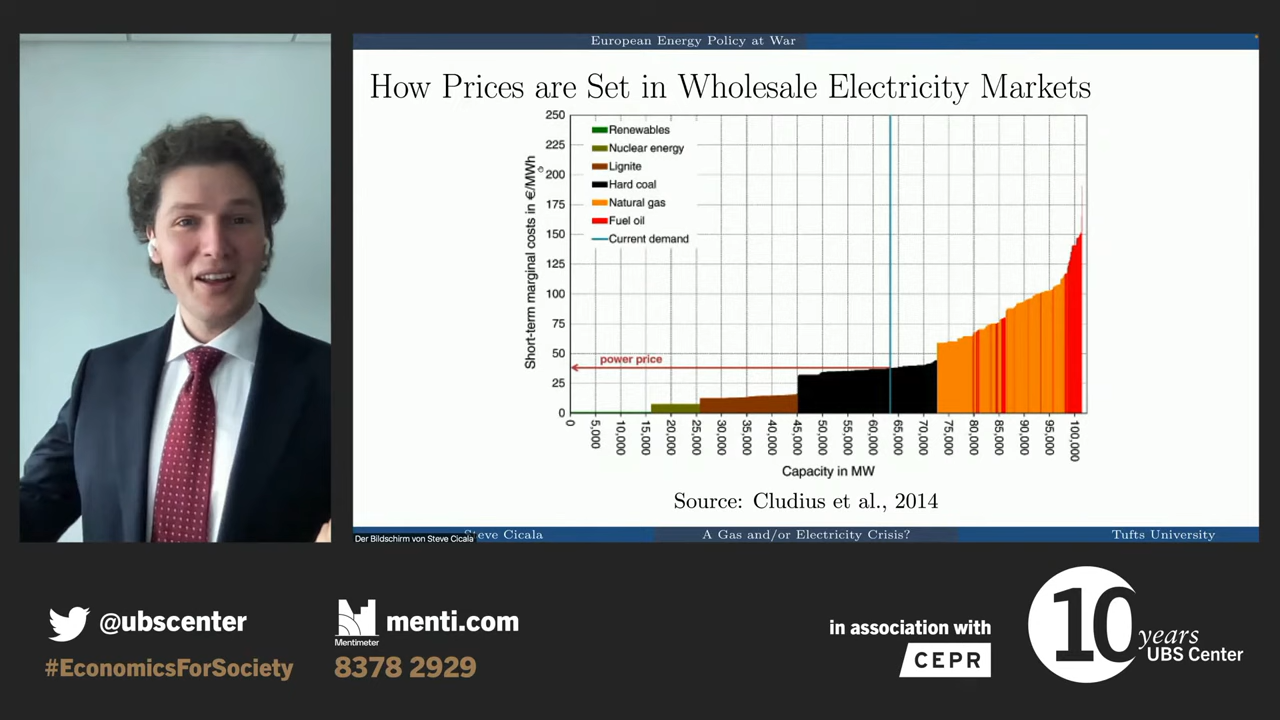 European Energy Policy at War
How Prices are Set in Wholesale Electricity Markets
Short-term marginal costs in €/MWh
250
225
200
175
150
125
100
75
50
25
0
Renewables
Nuclear energy
Lignite
Hard coal
Natural gas
Fuel oil
Current demand
power price
0
5,000
10,000
15,000
20,000
25,000
30,000
35,000
40,000
45,000
50,000
55,000
60,000
65,000
70,000
75,000
80,000
85,000
90,000
95,000
100,000
Capacity in MW
Source: Cludius et al., 2014
Der Bildschirm von Steve Cicala
eve Cicala
A Gas and/or Electricity Crisis?
Tufts University
@ubscenter
#EconomicsForSociety
Mentimeter
menti.com
8378 2929
in association with
CEPR
10 years
UBS Center